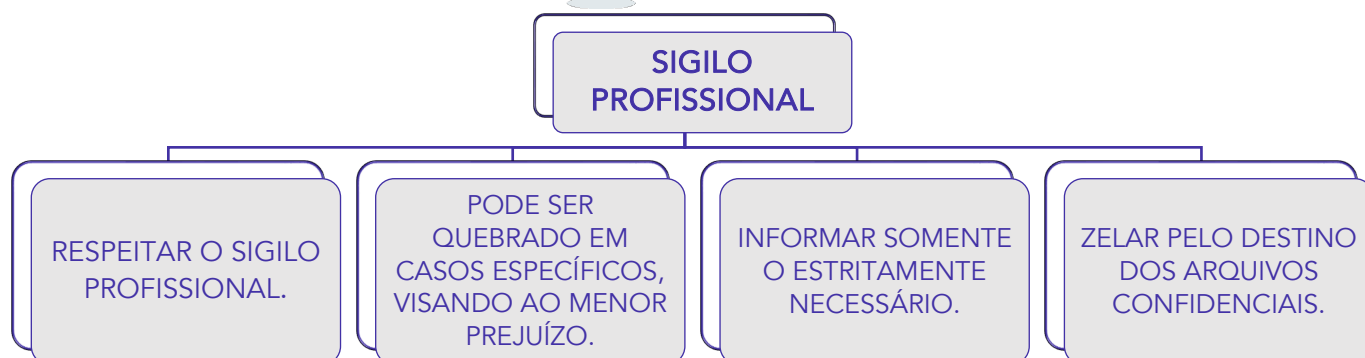 SIGILO
PROFISSIONAL
RESPEITAR O SIGILO
PROFISSIONAL.
PODE SER
QUEBRADO EM
CASOS ESPECÍFICOS,
VISANDO AO MENOR
PREJUÍZO.
INFORMAR SOMENTE
O ESTRITAMENTE
NECESSÁRIO.
ZELAR PELO DESTINO
DOS ARQUIVOS
CONFIDENCIAIS.